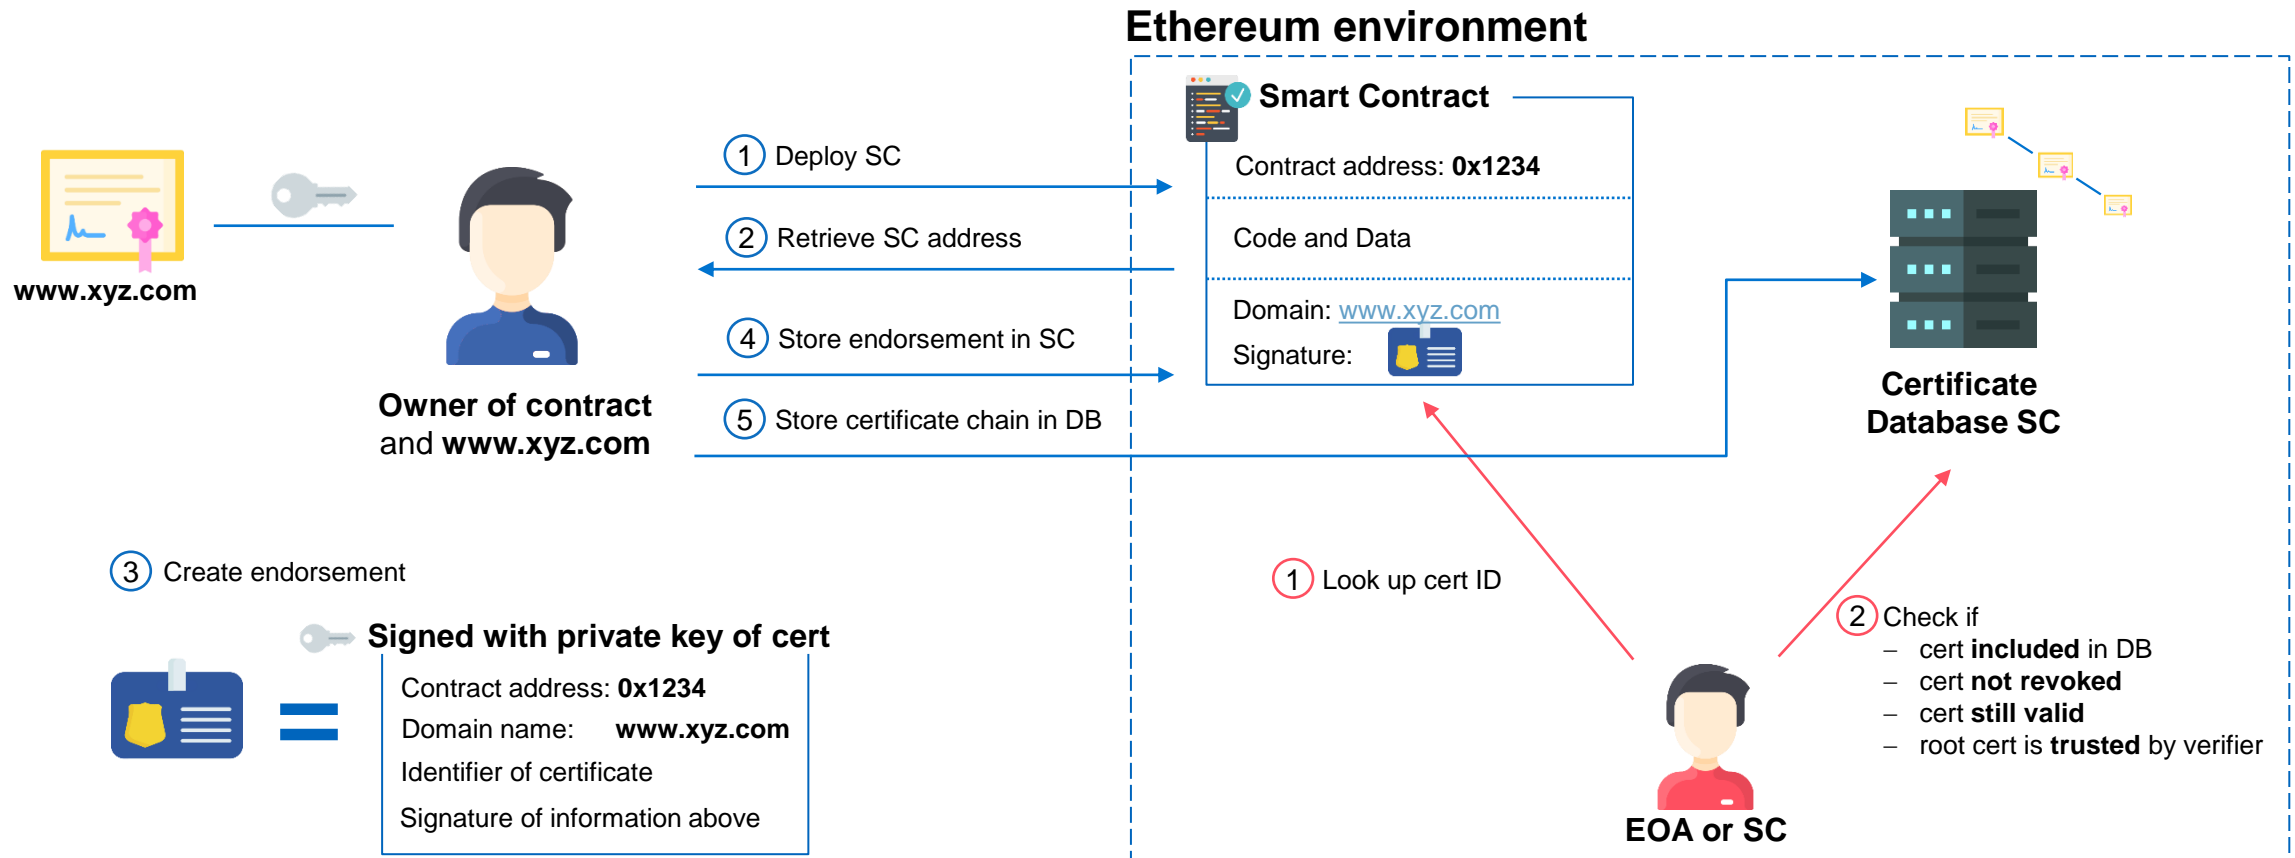 Ethereum environment
Smart Contract
Contract address: 0x1234
Code and Data
Domain: www.xyz.com
Signature:
1 Deploy SC
2 Retrieve SC address
4 Store endorsement in SC
5 Store certificate chain in DB
www.xyz.com
Owner of contract
and www.xyz.com
Certificate
Database SC
3 Create endorsement
Signed with private key of cert
Contract address: 0x1234
Domain name: www.xyz.com
Identifier of certificate
Signature of information above
1 Look up cert ID
2 Check if
– cert included in DB
– cert not revoked
– cert still valid
– root cert is trusted by verifier
EOA or SC